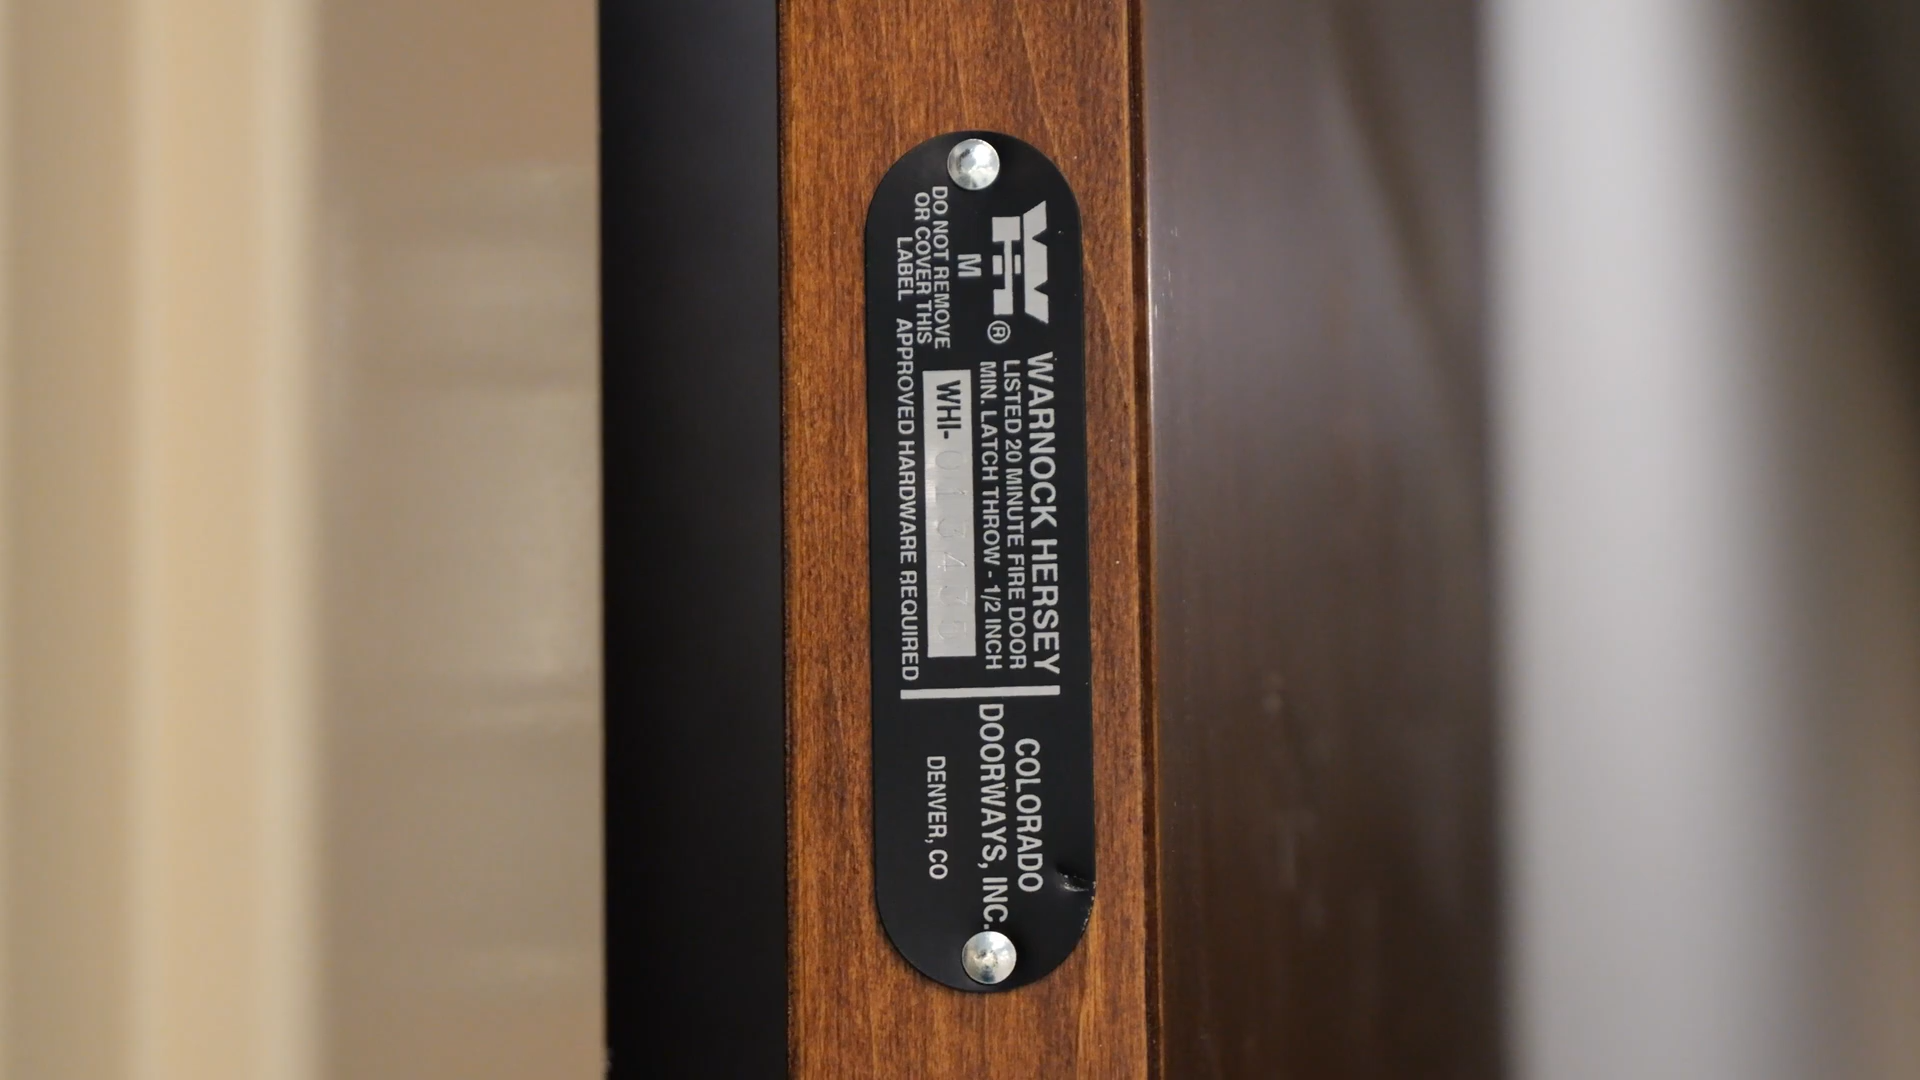 WH®
M
DO NOT REMOVE
OR COVER THIS
LABEL
WARNOCK HERSEY
LISTED 20 MINUTE FIRE DOOR
MIN. LATCH THROW - 1/2 INCH
WHI-
APPROVED HARDWARE REQUIRED
COLORADO
DOORWAYS, INC.
DENVER, CO